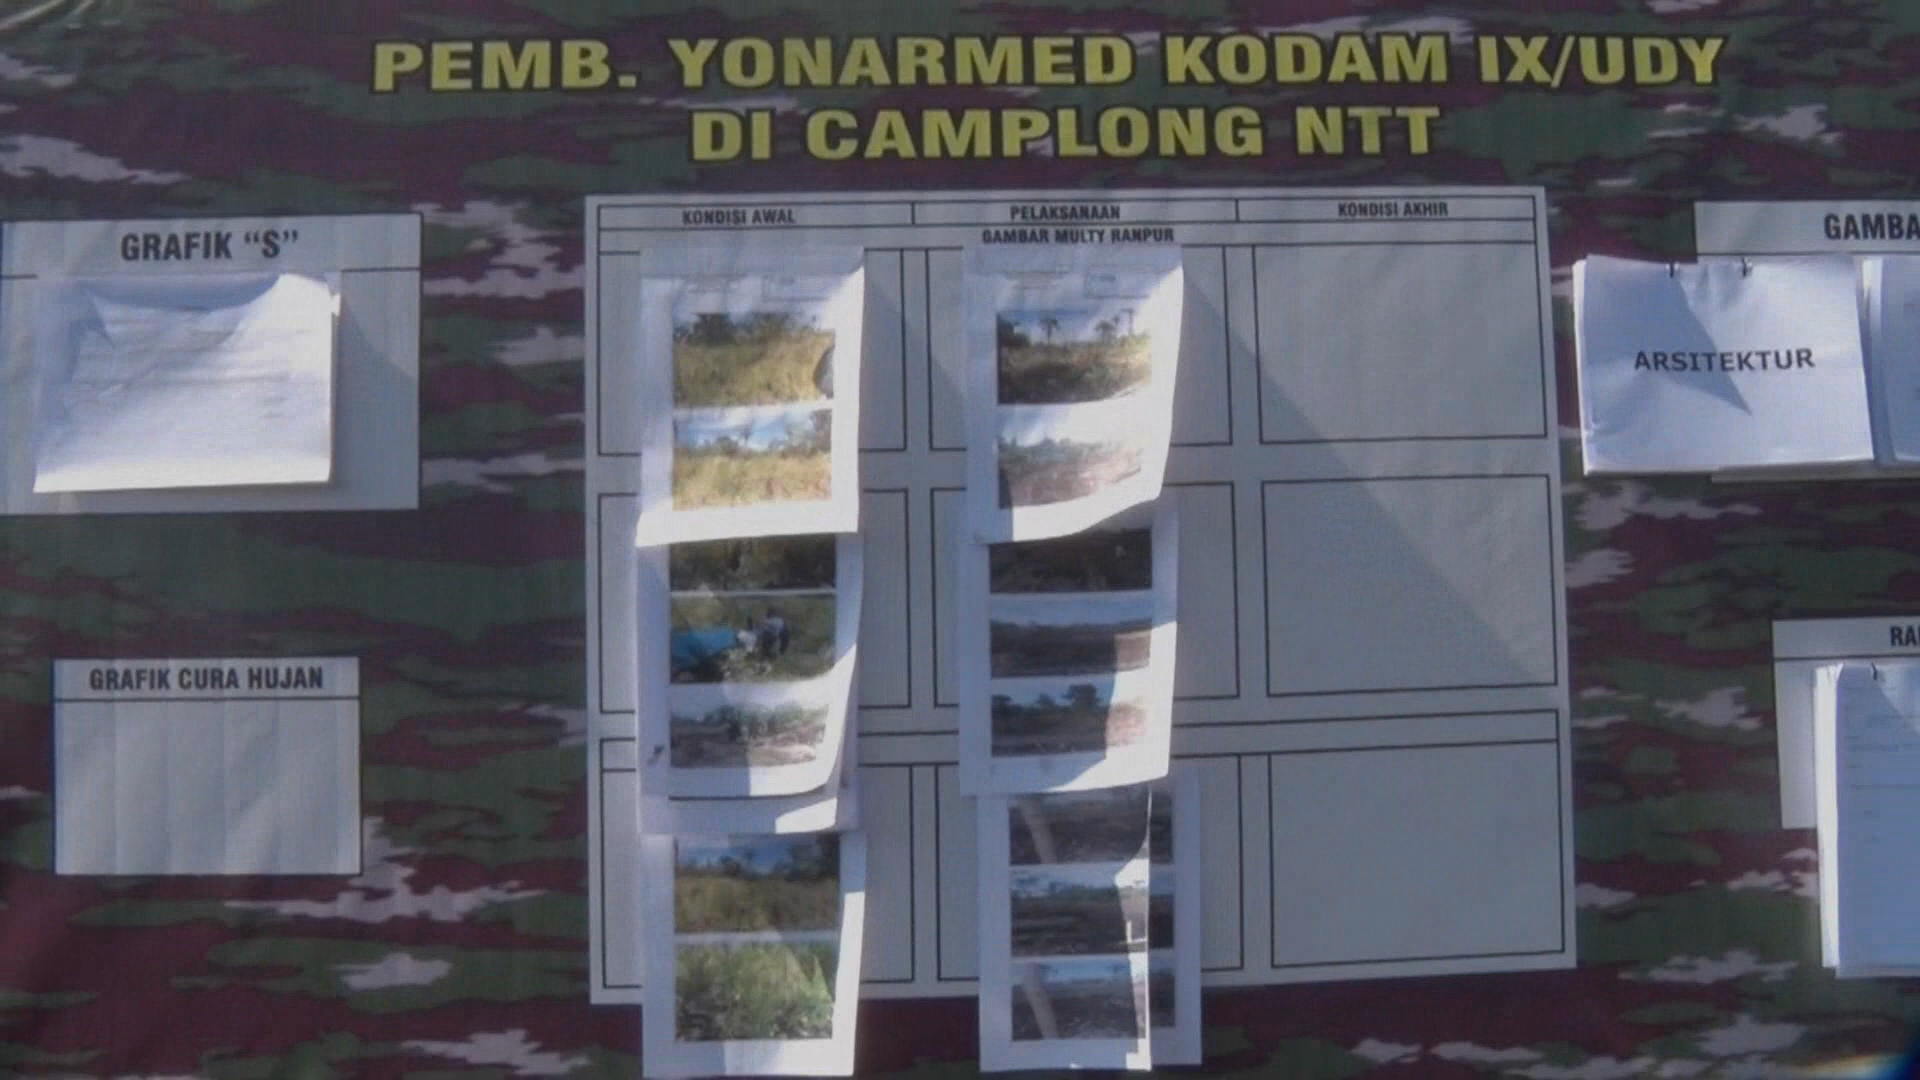 PEMB. YONARMED KODAM IX/UDY
DI CAMPLONG NTT
GRAFIK "S"
KONDISI AWAL
PELAKSANAAN
KONDISI AKHIR
GAMBAR MULTY RANPUR
GAMBA
ARSITEKTUR
GRAFIK CURA HUJAN